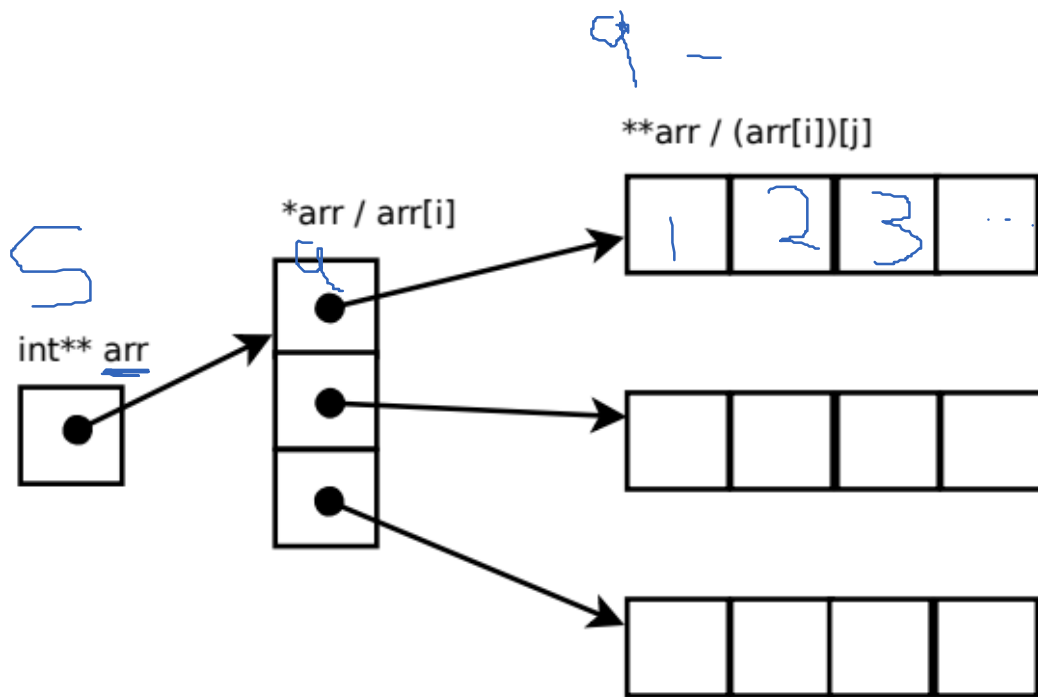 **arr / (arr[i])[j]
*arr / arr[i]
1 2 3 ...
S
int** arr